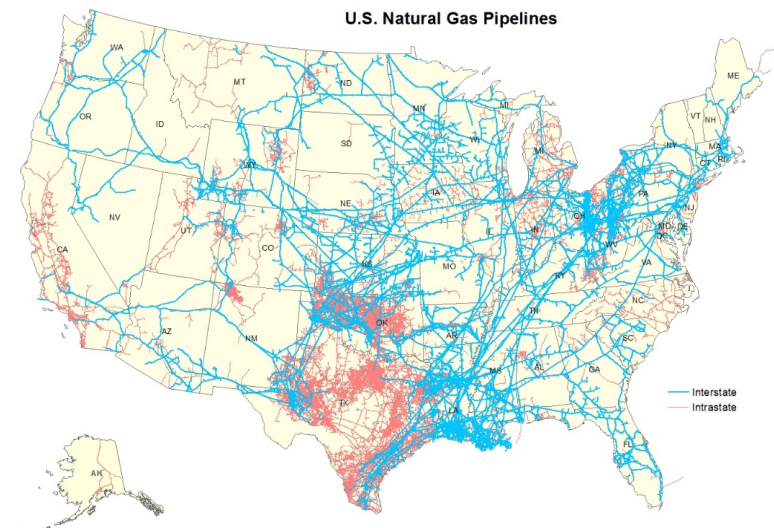 U.S. Natural Gas Pipelines
WA
MT
ND
MN
MI
ME
OR
ID
SD
WI
MI
VT
NH
NY
MA
CT
RI
WY
NE
IA
PA
NV
UT
CO
IL
IN
OH
NJ
MD
DE
DC
WV
CA
KS
MO
KY
VA
AZ
NM
OK
AR
TN
NC
SC
MS
AL
GA
TX
LA
FL
AK
Interstate
Intrastate